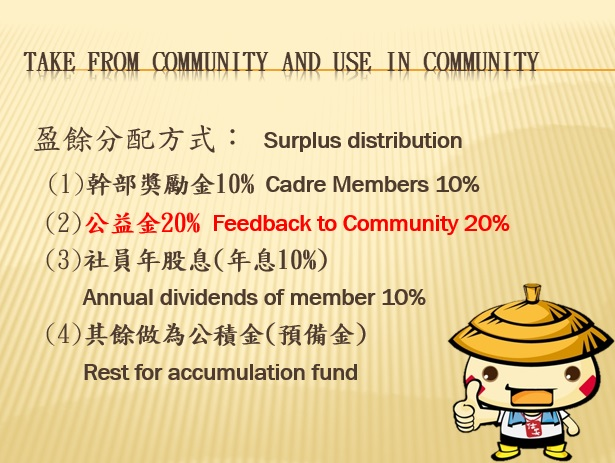 TAKE FROM COMMUNITY AND USE IN COMMUNITY
盈餘分配方式： Surplus distribution
(1)幹部獎勵金10% Cadre Members 10%
(2)公益金20% Feedback to Community 20%
(3)社員年股息(年息10%)
Annual dividends of member 10%
(4)其餘做為公積金(預備金)
Rest for accumulation fund